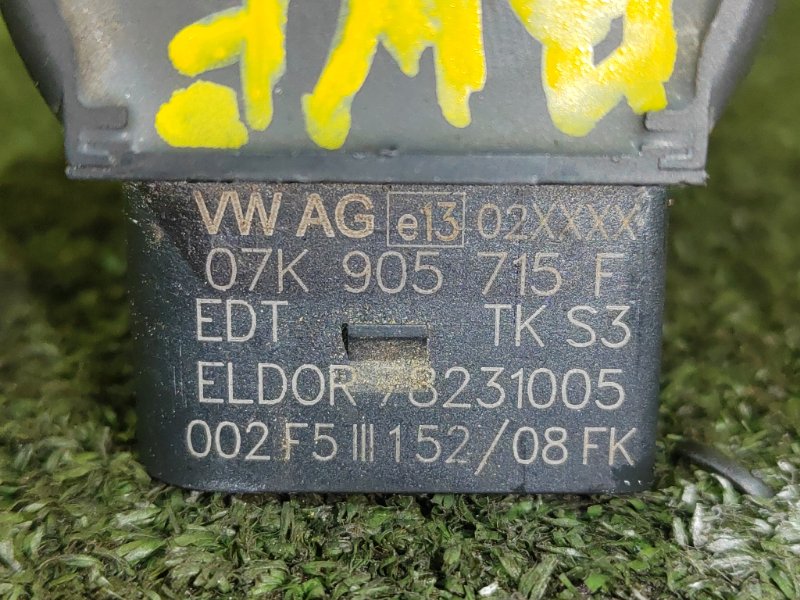 VW AG e13 02XXXX
07K 905 715 F
EDT TK S3
ELDOR 78231005
002 F5 III 152/08 FK